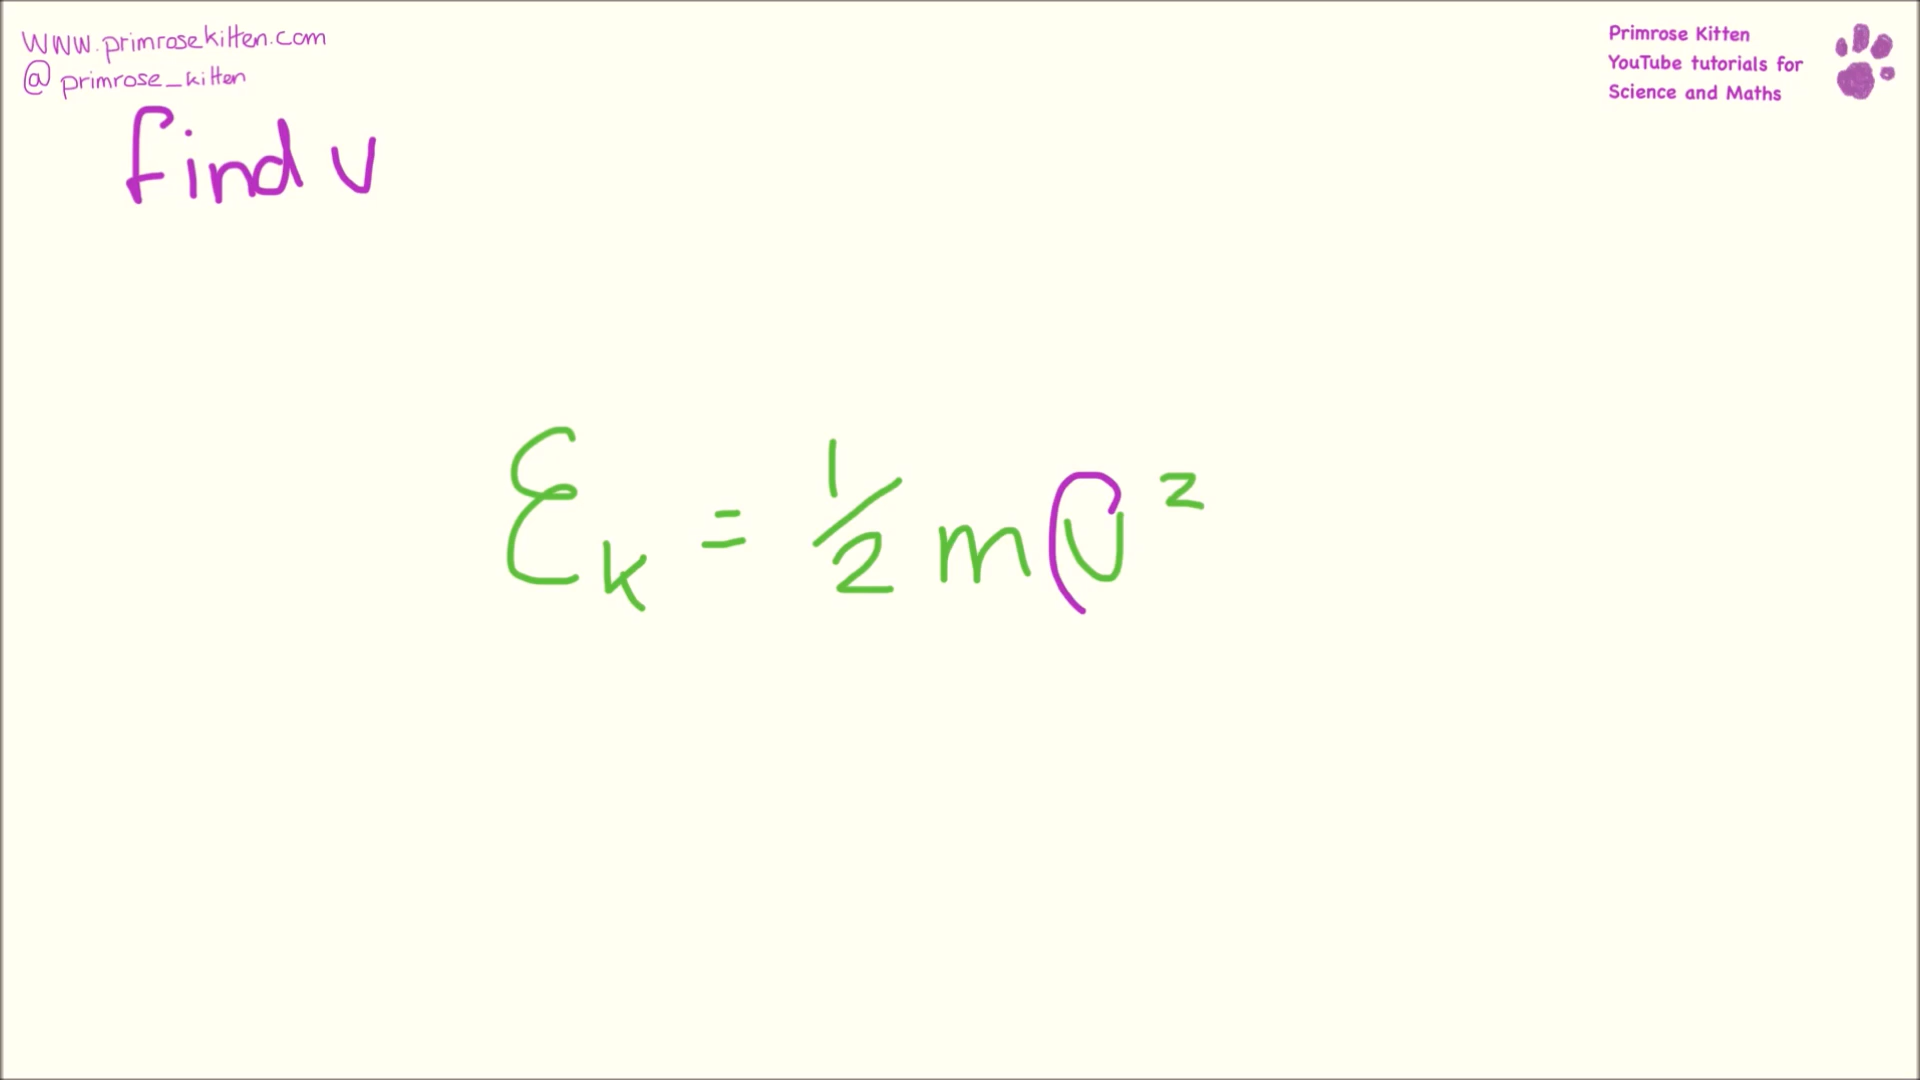 www.primrosekitten.com
@primrose_kitten
Primrose Kitten
YouTube tutorials for
Science and Maths
find v
Ek = 1/2 mv²